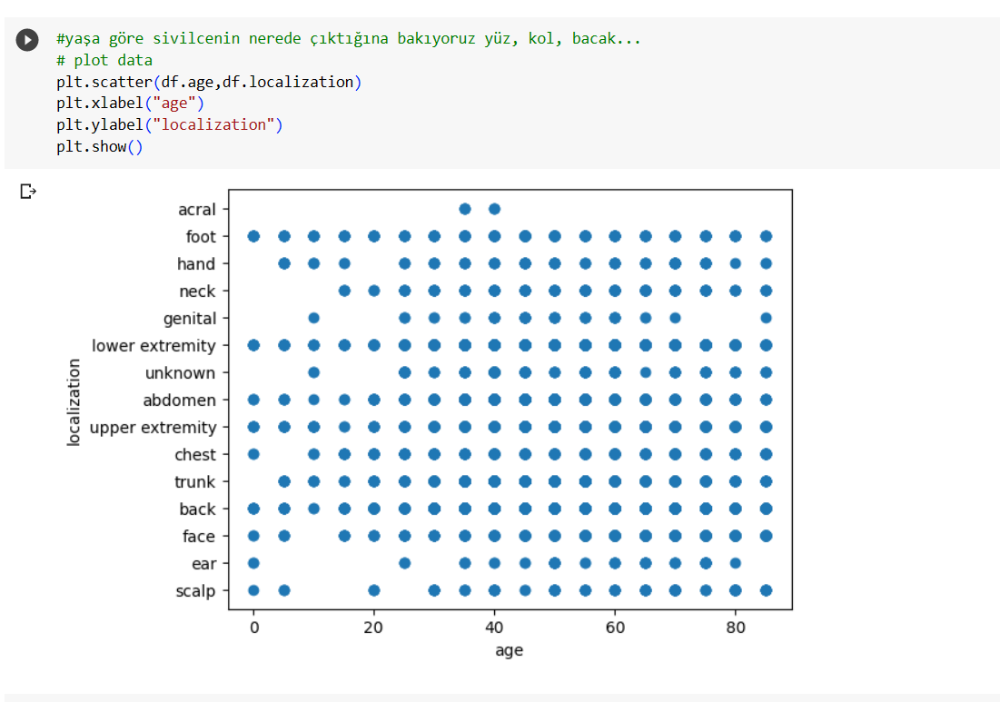 #yaşa göre sivilcenin nerede çıktığına bakıyoruz yüz, kol, bacak...
# plot data
plt.scatter(df.age,df.localization)
plt.xlabel("age")
plt.ylabel("localization")
plt.show()
acral
foot
hand
neck
genital
lower extremity
unknown
abdomen
upper extremity
chest
trunk
back
face
ear
scalp
localization
0 20 40 60 80
age